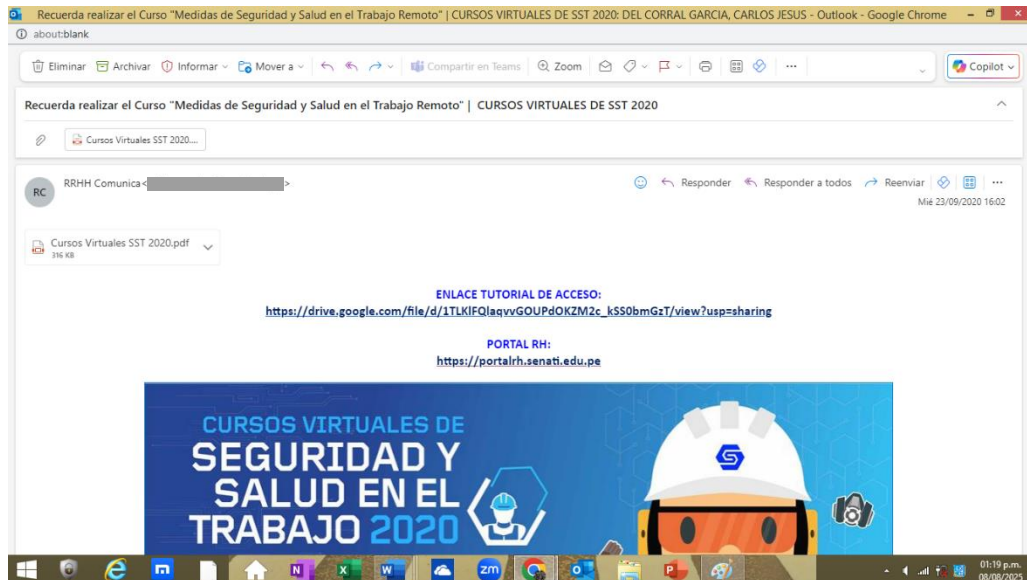 Recuerda realizar el Curso "Medidas de Seguridad y Salud en el Trabajo Remoto" | CURSOS VIRTUALES DE SST 2020: DEL CORRAL GARCIA, CARLOS JESUS - Outlook - Google Chrome
about:blank
Eliminar Archivar Informar Mover a Compartir en Teams Zoom Copilot
Recuerda realizar el Curso "Medidas de Seguridad y Salud en el Trabajo Remoto" | CURSOS VIRTUALES DE SST 2020
Cursos Virtuales SST 2020....
RC
RRHH Comunica< >
Responder Responder a todos Reenviar
Mié 23/09/2020 16:02
Cursos Virtuales SST 2020.pdf
316 KB
ENLACE TUTORIAL DE ACCESO:
https://drive.google.com/file/d/1TLKlFQlaqvvGOUPdOKZM2c_kSS0bmGzT/view?usp=sharing
PORTAL RH:
https://portalrh.senati.edu.pe
CURSOS VIRTUALES DE
SEGURIDAD Y
SALUD EN EL
TRABAJO 2020
01:19 p.m.
08/08/2025